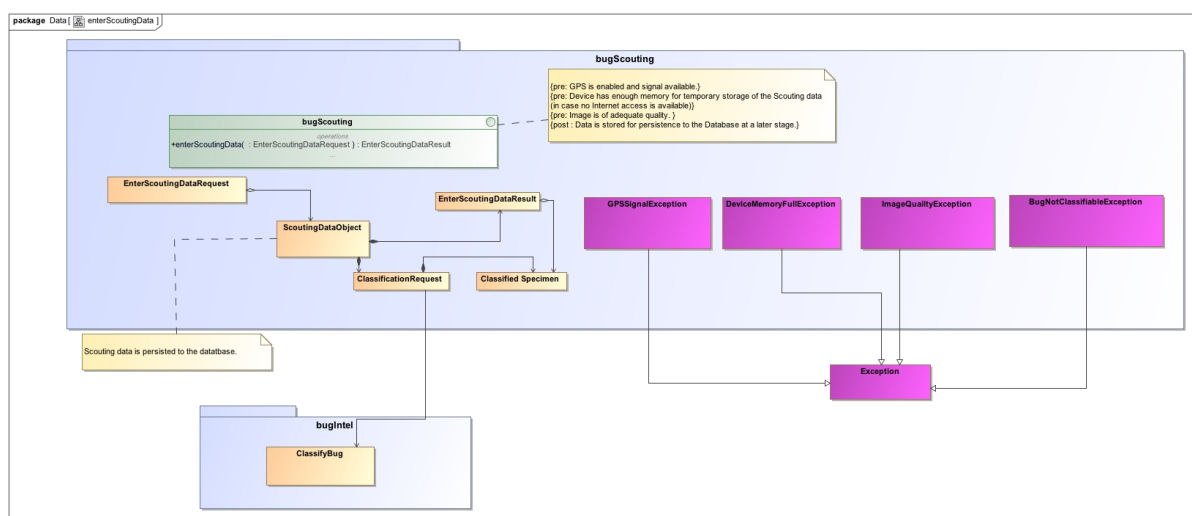 package Data [ enterScoutingData ]
bugScouting
{pre: GPS is enabled and signal available.}
{pre: Device has enough memory for temporary storage of the Scouting data
(in case no Internet access is available)}
{pre: Image is of adequate quality. }
{post : Data is stored for persistence to the Database at a later stage.}
bugScouting
operations
+enterScoutingData( : EnterScoutingDataRequest ) : EnterScoutingDataResult
...
EnterScoutingDataRequest
EnterScoutingDataResult
GPSSignalException
DeviceMemoryFullException
ImageQualtyException
BugNotClassifiableException
ScoutingDataObject
ClassificationRequest
Classified Specimen
Scouting data is persisted to the datatbase.
Exception
bugIntel
ClassifyBug